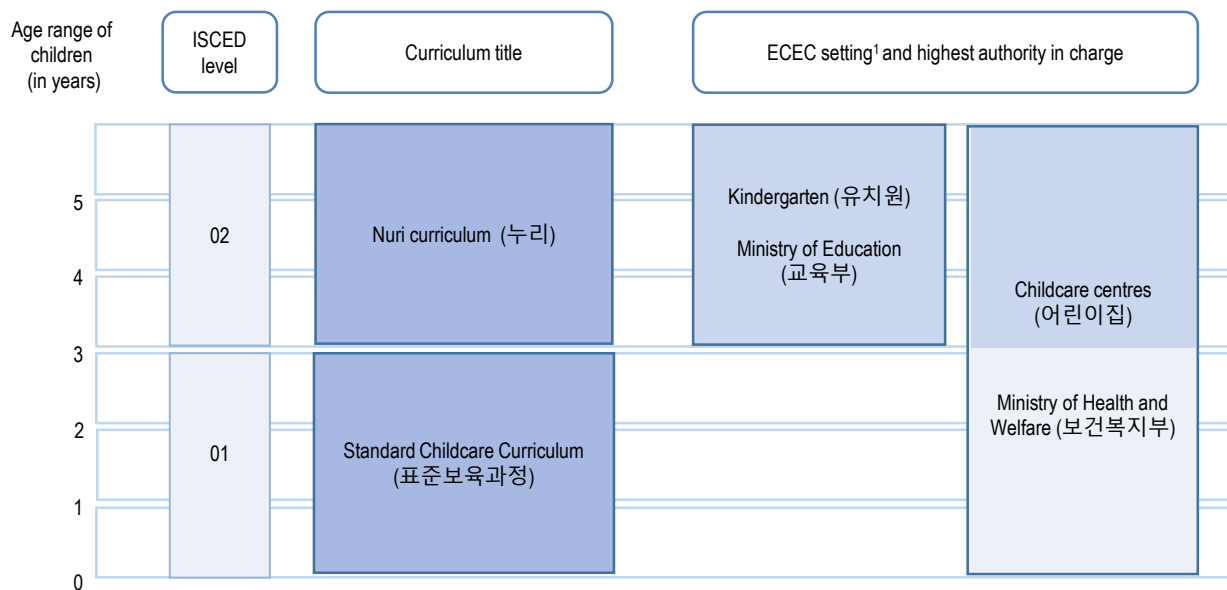 Age range of
children
(in years)
ISCED
level
Curriculum title
ECEC setting¹ and highest authority in charge
5
4
3
2
1
0
02
01
Nuri curriculum (누리)
Standard Childcare Curriculum
(표준보육과정)
Kindergarten (유치원)
Ministry of Education
(교육부)
Childcare centres
(어린이집)
Ministry of Health and
Welfare (보건복지부)